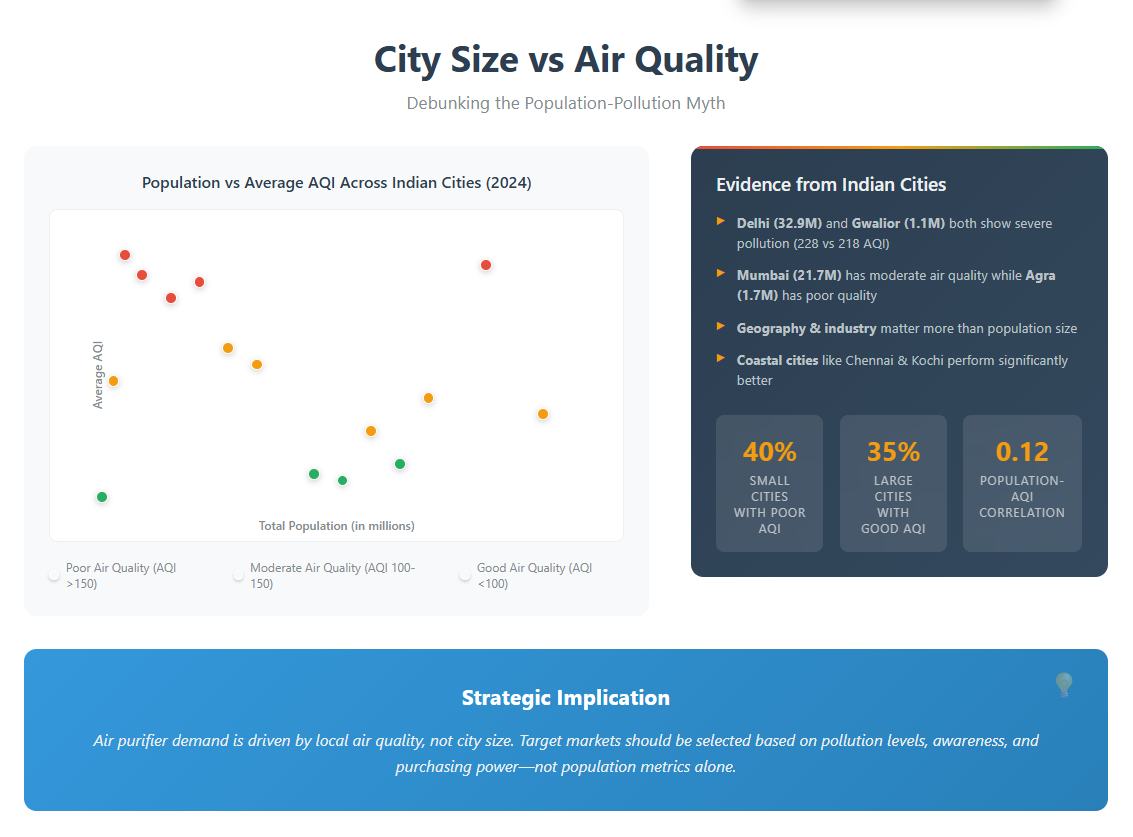 City Size vs Air Quality
Debunking the Population-Pollution Myth
Population vs Average AQI Across Indian Cities (2024)
Average AQI
Total Population (in millions)
Poor Air Quality (AQI
>150)
Moderate Air Quality (AQI 100-
150)
Good Air Quality (AQI
<100)
Evidence from Indian Cities
Delhi (32.9M) and Gwalior (1.1M) both show severe
pollution (228 vs 218 AQI)
Mumbai (21.7M) has moderate air quality while Agra
(1.7M) has poor quality
Geography & industry matter more than population size
Coastal cities like Chennai & Kochi perform significantly
better
40%
SMALL
CITIES
WITH POOR
AQI
35%
LARGE
CITIES
WITH
GOOD AQI
0.12
POPULATION-
AQI
CORRELATION
Strategic Implication
Air purifier demand is driven by local air quality, not city size. Target markets should be selected based on pollution levels, awareness, and
purchasing power—not population metrics alone.